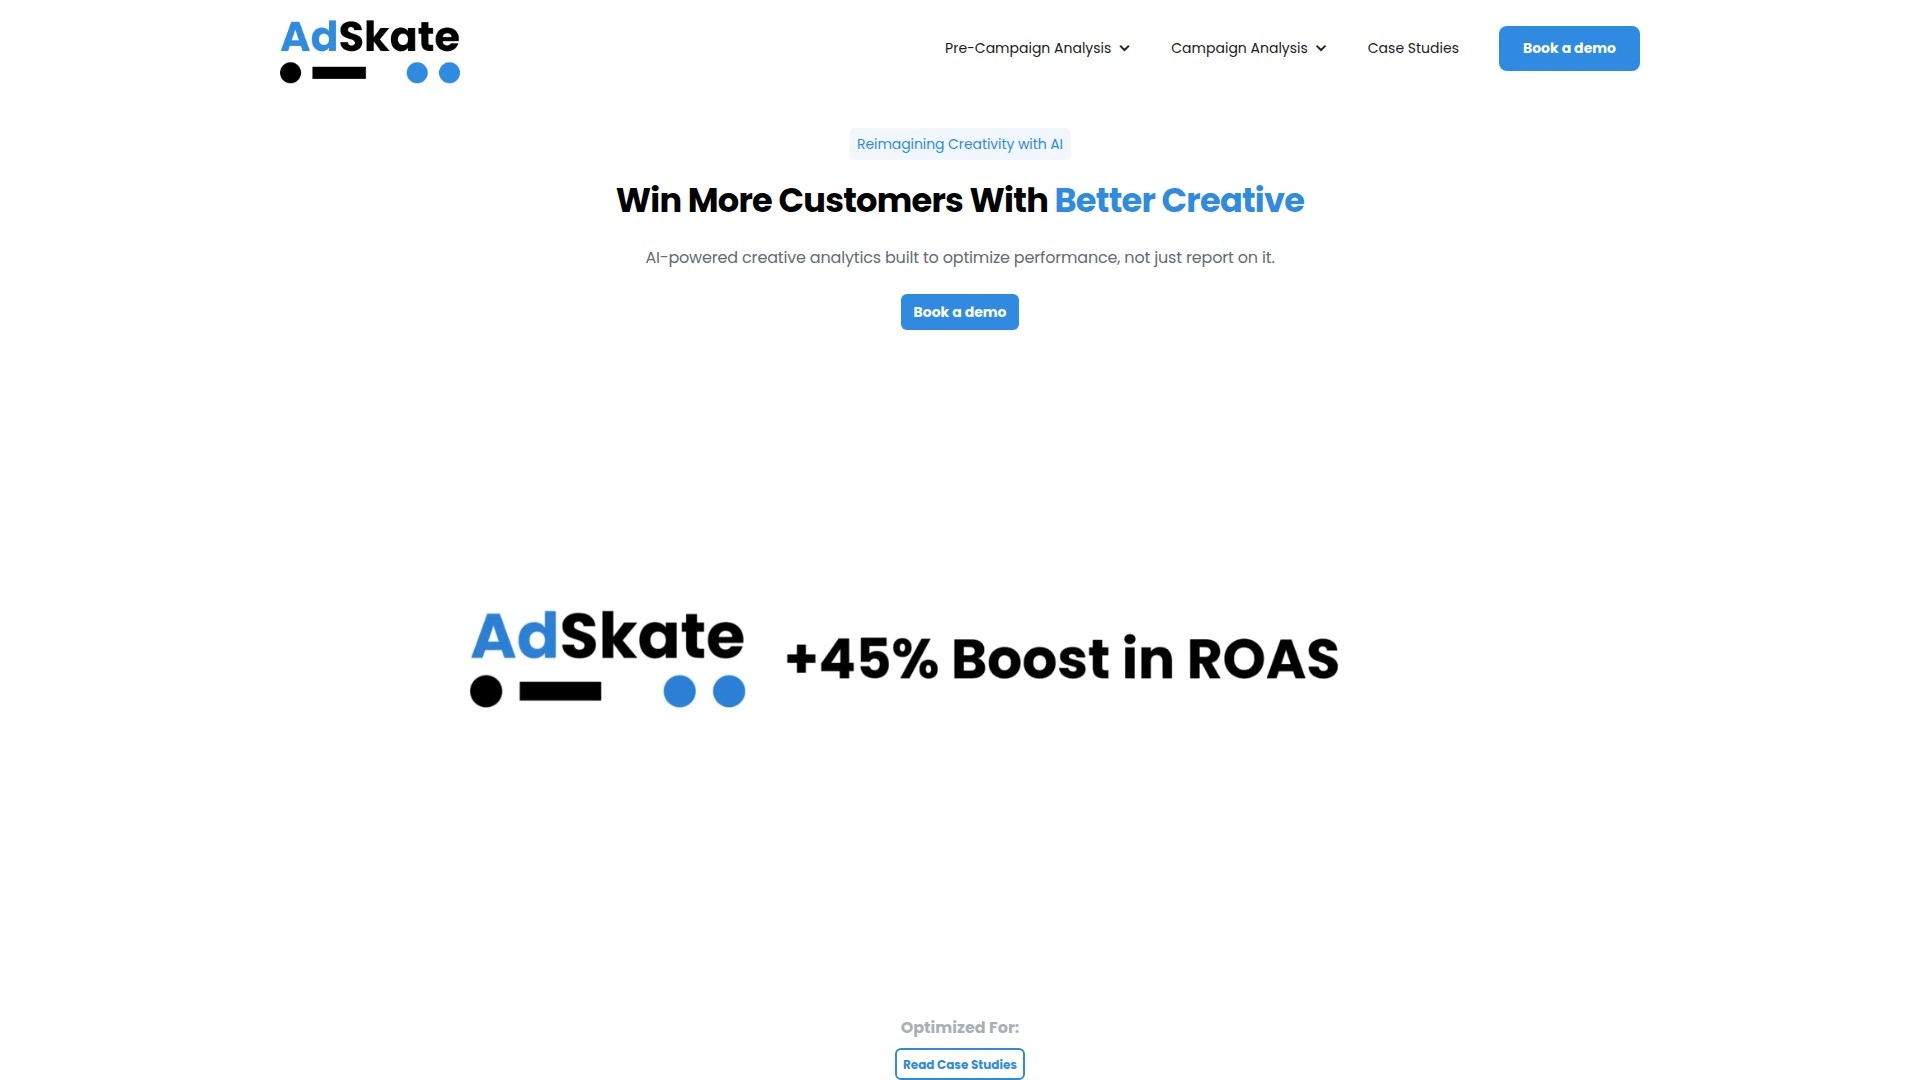 AdSkate
Pre-Campaign Analysis
Campaign Analysis
Case Studies
Book a demo
Reimagining Creativity with AI
Win More Customers With Better Creative
AI-powered creative analytics built to optimize performance, not just report on it.
Book a demo
AdSkate
+45% Boost in ROAS
Optimized For:
Read Case Studies